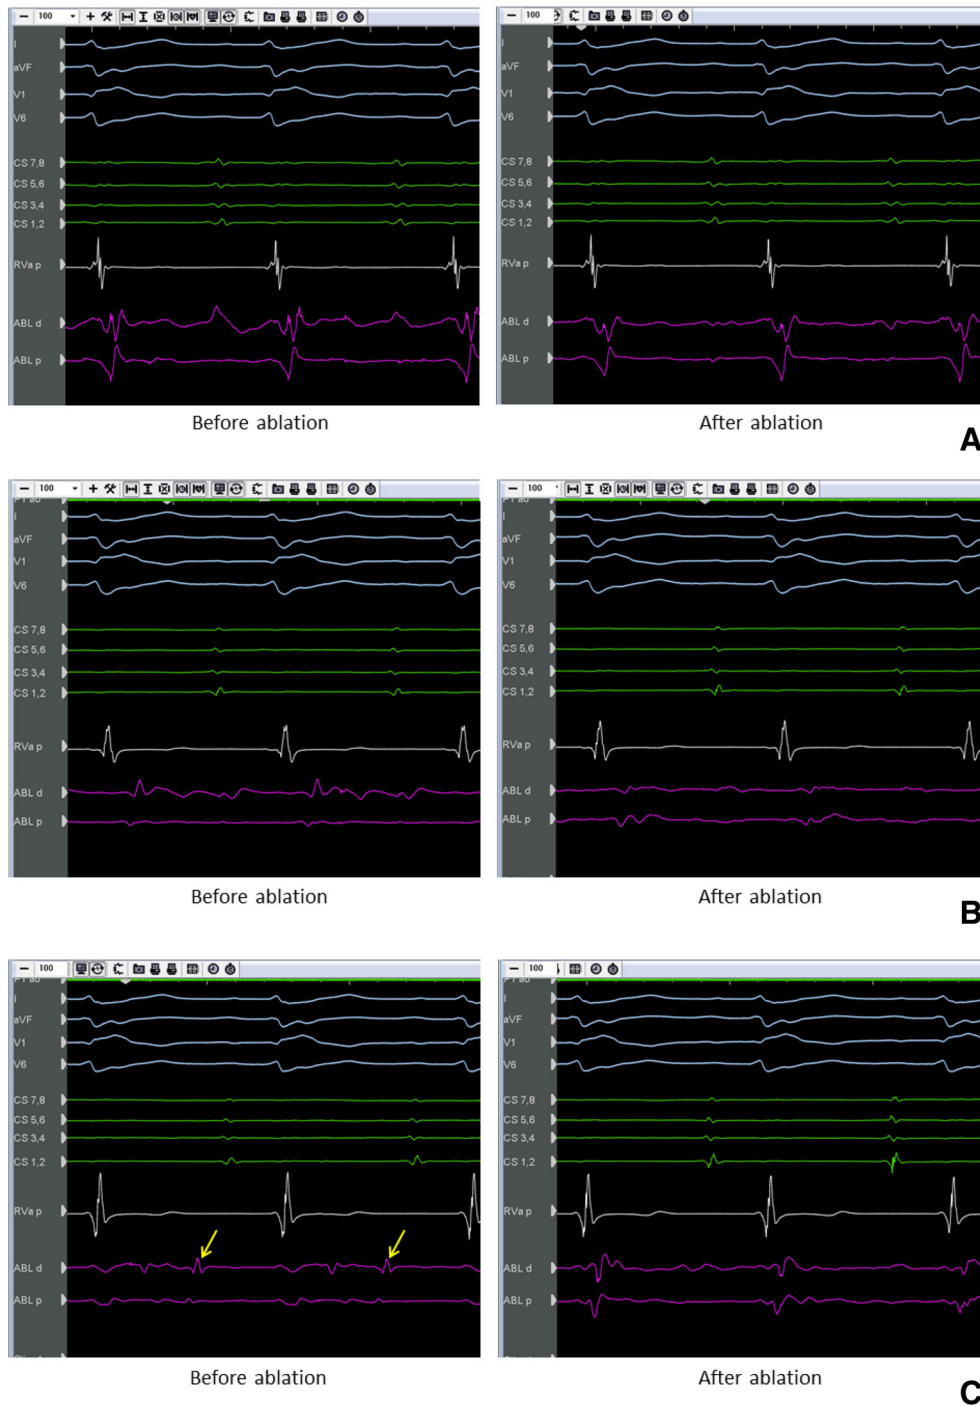 100
100
I
aVF
V1
V6
CS 7,8
CS 5,6
CS 3,4
CS 1,2
RVa p
ABL d
ABL p
I
aVF
V1
V6
CS 7,8
CS 5,6
CS 3,4
CS 1,2
RVa p
ABL d
ABL p
Before ablation
After ablation
A
100
100
I
aVF
V1
V6
CS 7,8
CS 5,6
CS 3,4
CS 1,2
RVa p
ABL d
ABL p
I
aVF
V1
V6
CS 7,8
CS 5,6
CS 3,4
CS 1,2
RVa p
ABL d
ABL p
Before ablation
After ablation
B
100
100
I
aVF
V1
V6
CS 7,8
CS 5,6
CS 3,4
CS 1,2
RVa p
ABL d
ABL p
I
aVF
V1
V6
CS 7,8
CS 5,6
CS 3,4
CS 1,2
RVa p
ABL d
ABL p
Before ablation
After ablation
C